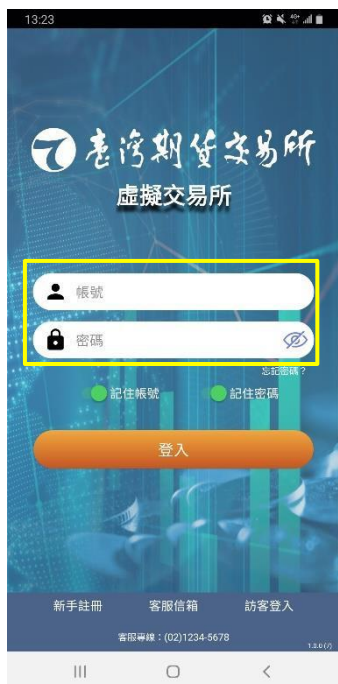 13:23
臺灣期貨交易所
虛擬交易所
帳號
密碼
忘記密碼？
記住帳號 記住密碼
登入
新手註冊 客服信箱 訪客登入
客服專線：(02)1234-5678
1.2.0 (7)